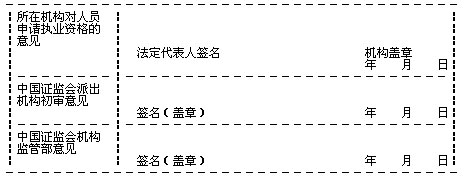 所在机构对人员
申请执业资格的
意见
法定代表人签名 机构盖章
年 月 日
中国证监会派出
机构初审意见
签名（盖章） 年 月 日
中国证监会机构
监管部意见
签名（盖章） 年 月 日